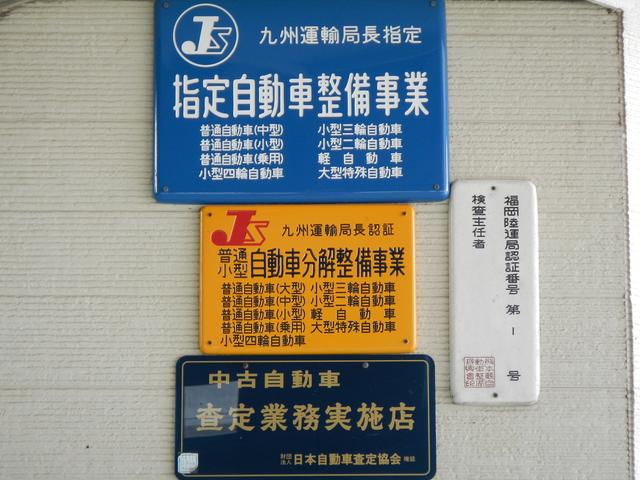 JS 九州運輸局長指定
指定自動車整備事業
普通自動車(中型) 小型三輪自動車
普通自動車(小型) 小型二輪自動車
普通自動車(乗用) 軽自動車
小型四輪自動車 大型特殊自動車
JS 九州運輸局長認証
普通
小型 自動車分解整備事業
普通自動車(大型) 小型三輪自動車
普通自動車(中型) 小型二輪自動車
普通自動車(小型) 軽自動車
普通自動車(乗用) 大型特殊自動車
小型四輪自動車
福岡陸運局認証番号 第 1 号
検査主任者
中古自動車
査定業務実施店
財団法人 日本自動車査定協会